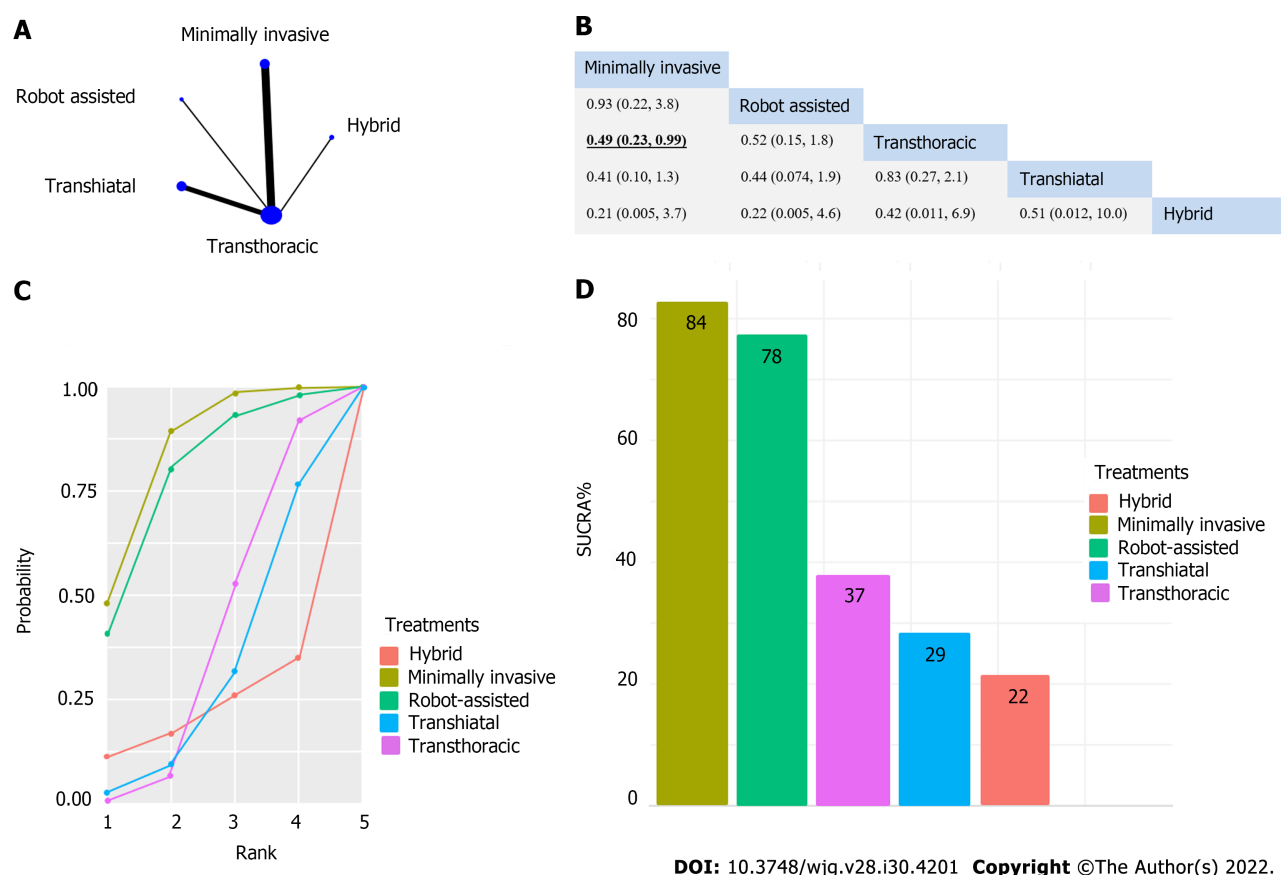 A
Minimally invasive
Robot assisted
Hybrid
Transhiatal
Transthoracic
B
Minimally invasive
0.93 (0.22, 3.8) Robot assisted
0.49 (0.23, 0.99) 0.52 (0.15, 1.8) Transthoracic
0.41 (0.10, 1.3) 0.44 (0.074, 1.9) 0.83 (0.27, 2.1) Transhiatal
0.21 (0.005, 3.7) 0.22 (0.005, 4.6) 0.42 (0.011, 6.9) 0.51 (0.012, 10.0) Hybrid
C
1.00
0.75
0.50
0.25
0.00
Probability
1 2 3 4 5
Rank
Treatments
Hybrid
Minimally invasive
Robot-assisted
Transhiatal
Transthoracic
D
80
60
40
20
0
SUCRA%
84
78
37
29
22
Treatments
Hybrid
Minimally invasive
Robot-assisted
Transhiatal
Transthoracic
DOI: 10.3748/wjg.v28.i30.4201 Copyright ©The Author(s) 2022.